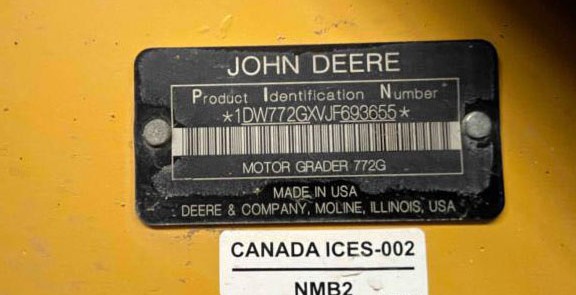 JOHN DEERE
Product Identification Number
*1DW772GXVJF693655*
MOTOR GRADER 772G
MADE IN USA
DEERE & COMPANY, MOLINE, ILLINOIS, USA
CANADA ICES-002
NMB2